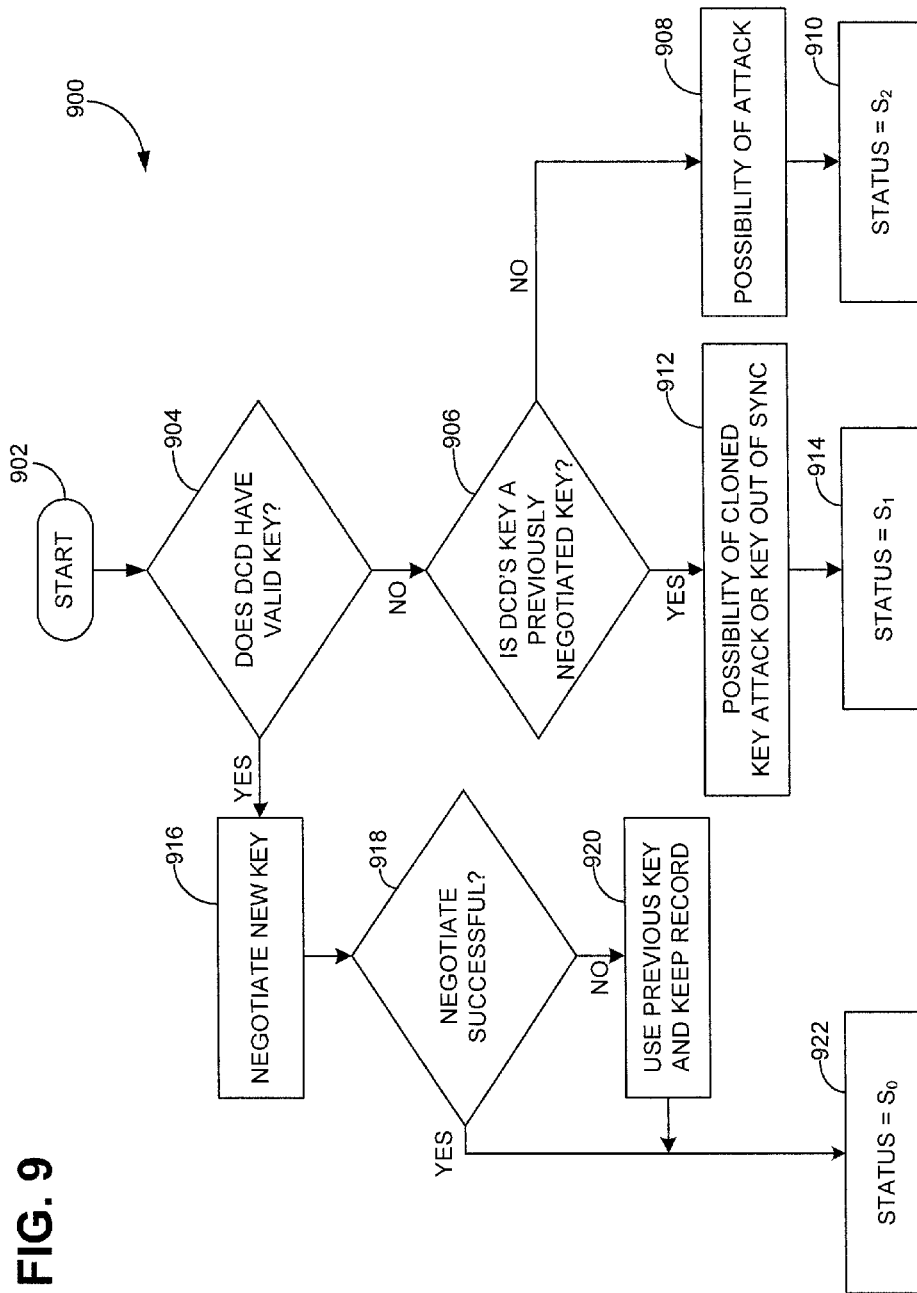 FIG. 9
900
START
902
DOES DCD HAVE
VALID KEY?
904
YES
NO
NEGOTIATE NEW KEY
916
IS DCD'S KEY A
PREVIOUSLY
NEGOTIATED KEY?
906
NO
YES
NEGOTIATE
SUCCESSFUL?
918
YES
NO
USE PREVIOUS KEY
AND KEEP RECORD
920
POSSIBILITY OF CLONED
KEY ATTACK OR KEY OUT OF SYNC
912
POSSIBILITY OF ATTACK
908
STATUS = S₀
922
STATUS = S₁
914
STATUS = S₂
910